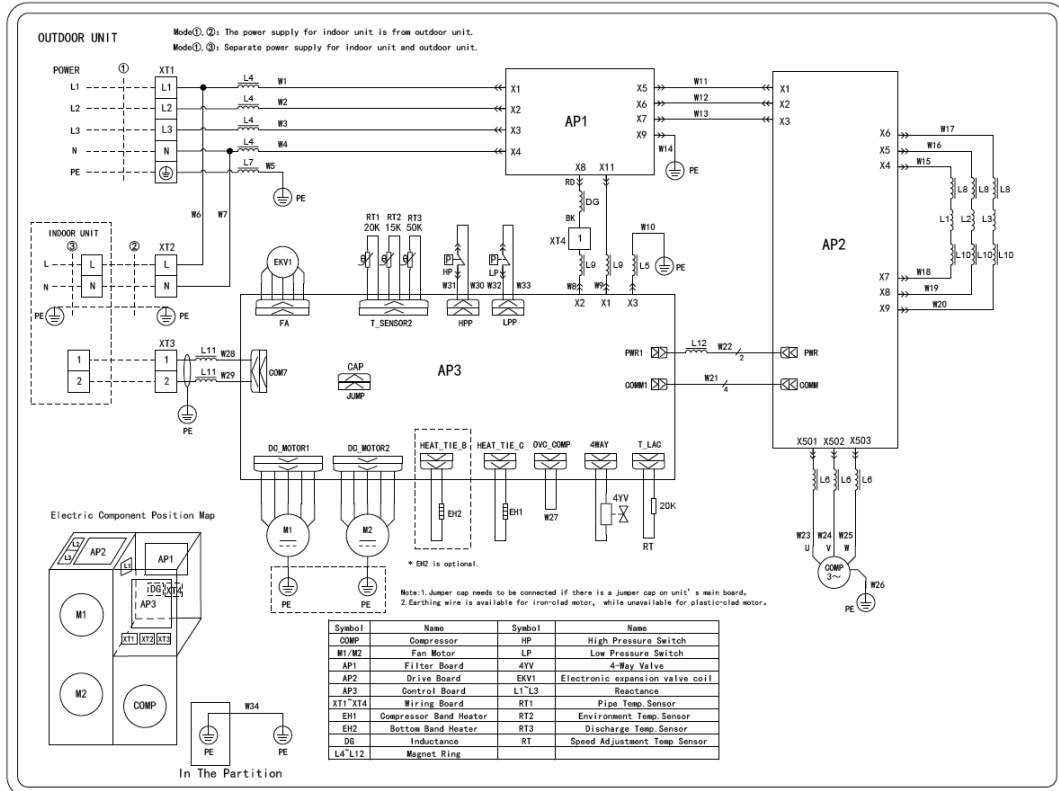 OUTDOOR UNIT
Mode①,②: The power supply for indoor unit is from outdoor unit.
Mode①,③: Separate power supply for indoor unit and outdoor unit.
POWER ① XT1
L1 L1 L4 W1 X1
L2 L2 L4 W2 X2
L3 L3 L4 W3 X3
N N L4 W4 X4
PE L7 W5 PE
AP1
X5 W11 X1
X6 W12 X2
X7 W13 X3
X9 W14 PE
X8 X11
RD
DG
BK
XT4 1
L9 L9 L5 W10 PE
W8 W9
X2 X1 X3
AP2
X6 W17
X5 W16
X4 W15
L8 L8 L8
L1 L2 L3
L10 L10 L10
X7 W18
X8 W19
X9 W20
W6 W7
INDOOR UNIT
③ ② XT2
L L L
N N N
PE PE
XT3
1 1 L11 W28
2 2 L11 W29
COM7
PE
EKV1
FA
RT1 RT2 RT3
20K 15K 50K
θ θ θ
T_SENSOR2
P P
HP LP
W31 W30 W32 W33
HPP LPP
CAP
JUMP
AP3
PWR1 L12 W22 2 PWR
COMM1 W21 4 COMM
DC_MOTOR1 DC_MOTOR2 HEAT_TIE_B HEAT_TIE_C OVC_COMP 4WAY T_LAC
M1 M2 EH2 EH1 W27 4YV 20K
RT
PE PE
* EH2 is optional.
X501 X502 X503
L6 L6 L6
W23 W24 W25
U V W
COMP
3~
W26
PE
Note:1.Jumper cap needs to be connected if there is a jumper cap on unit's main board.
2.Earthing wire is available for iron-clad motor, while unavailable for plastic-clad motor.
Electric Component Position Map
L2
L3
AP2
L1
AP1
DG XT4
AP3
XT1 XT2 XT3
M1
M2
COMP
W34
PE PE
In The Partition
Symbol Name Symbol Name
COMP Compressor HP High Pressure Switch
M1/M2 Fan Motor LP Low Pressure Switch
AP1 Filter Board 4YV 4-Way Valve
AP2 Drive Board EKV1 Electronic expansion valve coil
AP3 Control Board L1~L3 Reactance
XT1~XT4 Wiring Board RT1 Pipe Temp.Sensor
EH1 Compressor Band Heater RT2 Environment Temp.Sensor
EH2 Bottom Band Heater RT3 Discharge Temp.Sensor
DG Inductance RT Speed Adjustment Temp Sensor
L4~L12 Magnet Ring